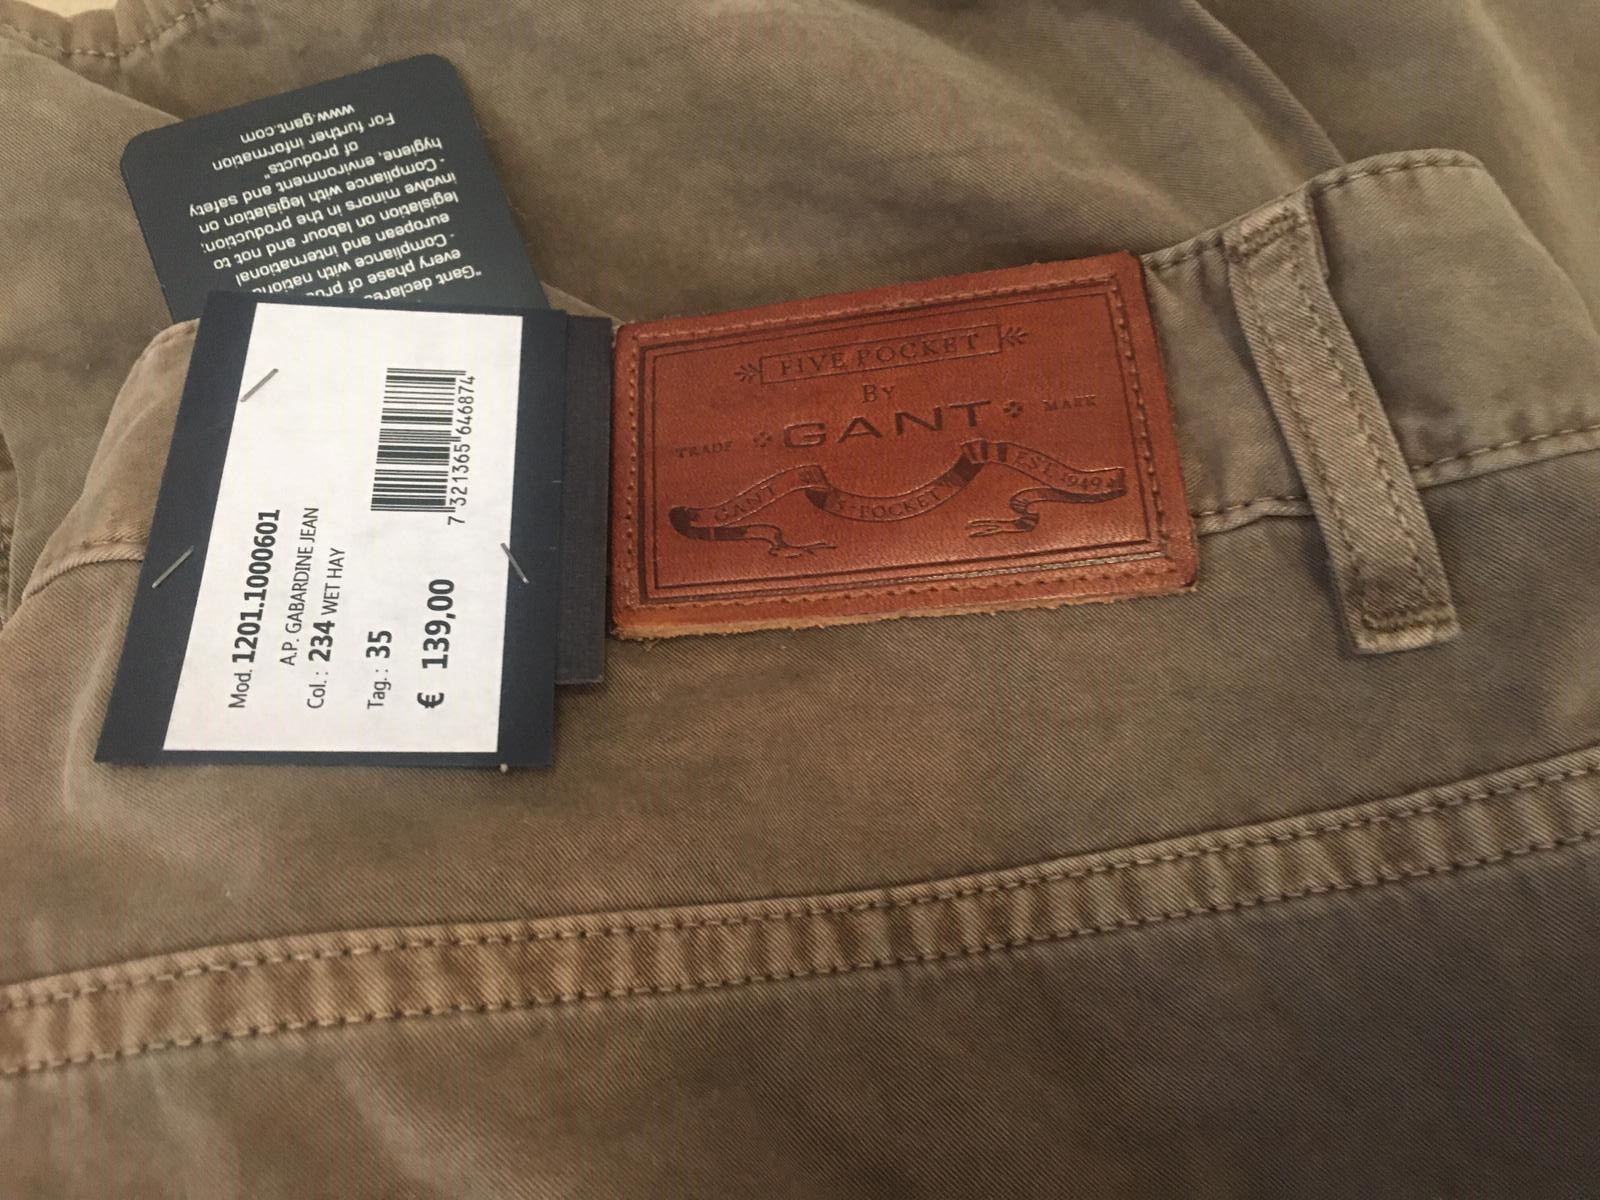 www.gant.com
For further information
of products"
hygiene, environment and safety
- Compliance with legislation on
involve minors in the production;
legislation on labour and not to
european and international
- Compliance with
every phase of
"Gant declares
Mod. 1201.1000601
A.P. GABARDINE JEAN
Col.: 234 WET HAY
Tag.: 35
€ 139,00
7 321365 646874
FIVE POCKET
By
TRADE GANT MARK
GANT 5-POCKET EST. 1949